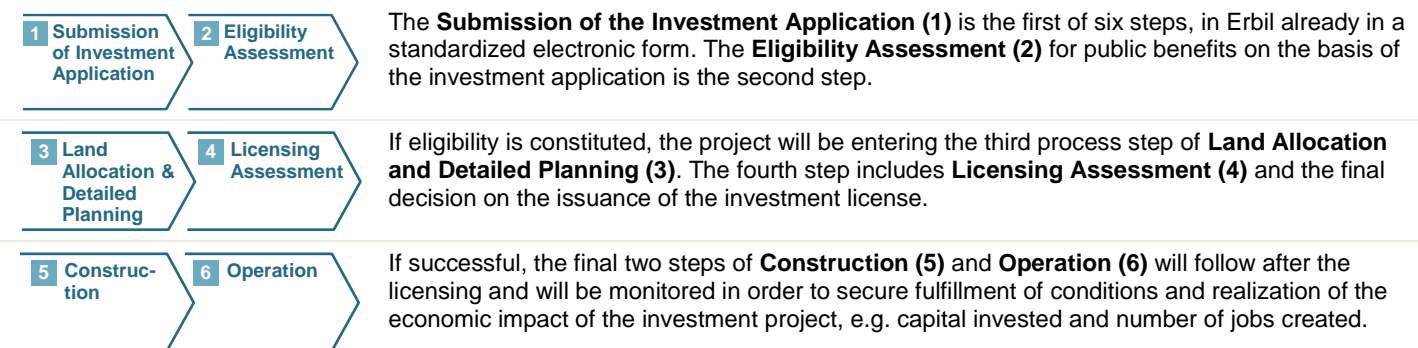 1 Submission
of Investment
Application
2 Eligibility
Assessment
The Submission of the Investment Application (1) is the first of six steps, in Erbil already in a
standardized electronic form. The Eligibility Assessment (2) for public benefits on the basis of
the investment application is the second step.
3 Land
Allocation &
Detailed
Planning
4 Licensing
Assessment
If eligibility is constituted, the project will be entering the third process step of Land Allocation
and Detailed Planning (3). The fourth step includes Licensing Assessment (4) and the final
decision on the issuance of the investment license.
5 Construc-
tion
6 Operation
If successful, the final two steps of Construction (5) and Operation (6) will follow after the
licensing and will be monitored in order to secure fulfillment of conditions and realization of the
economic impact of the investment project, e.g. capital invested and number of jobs created.